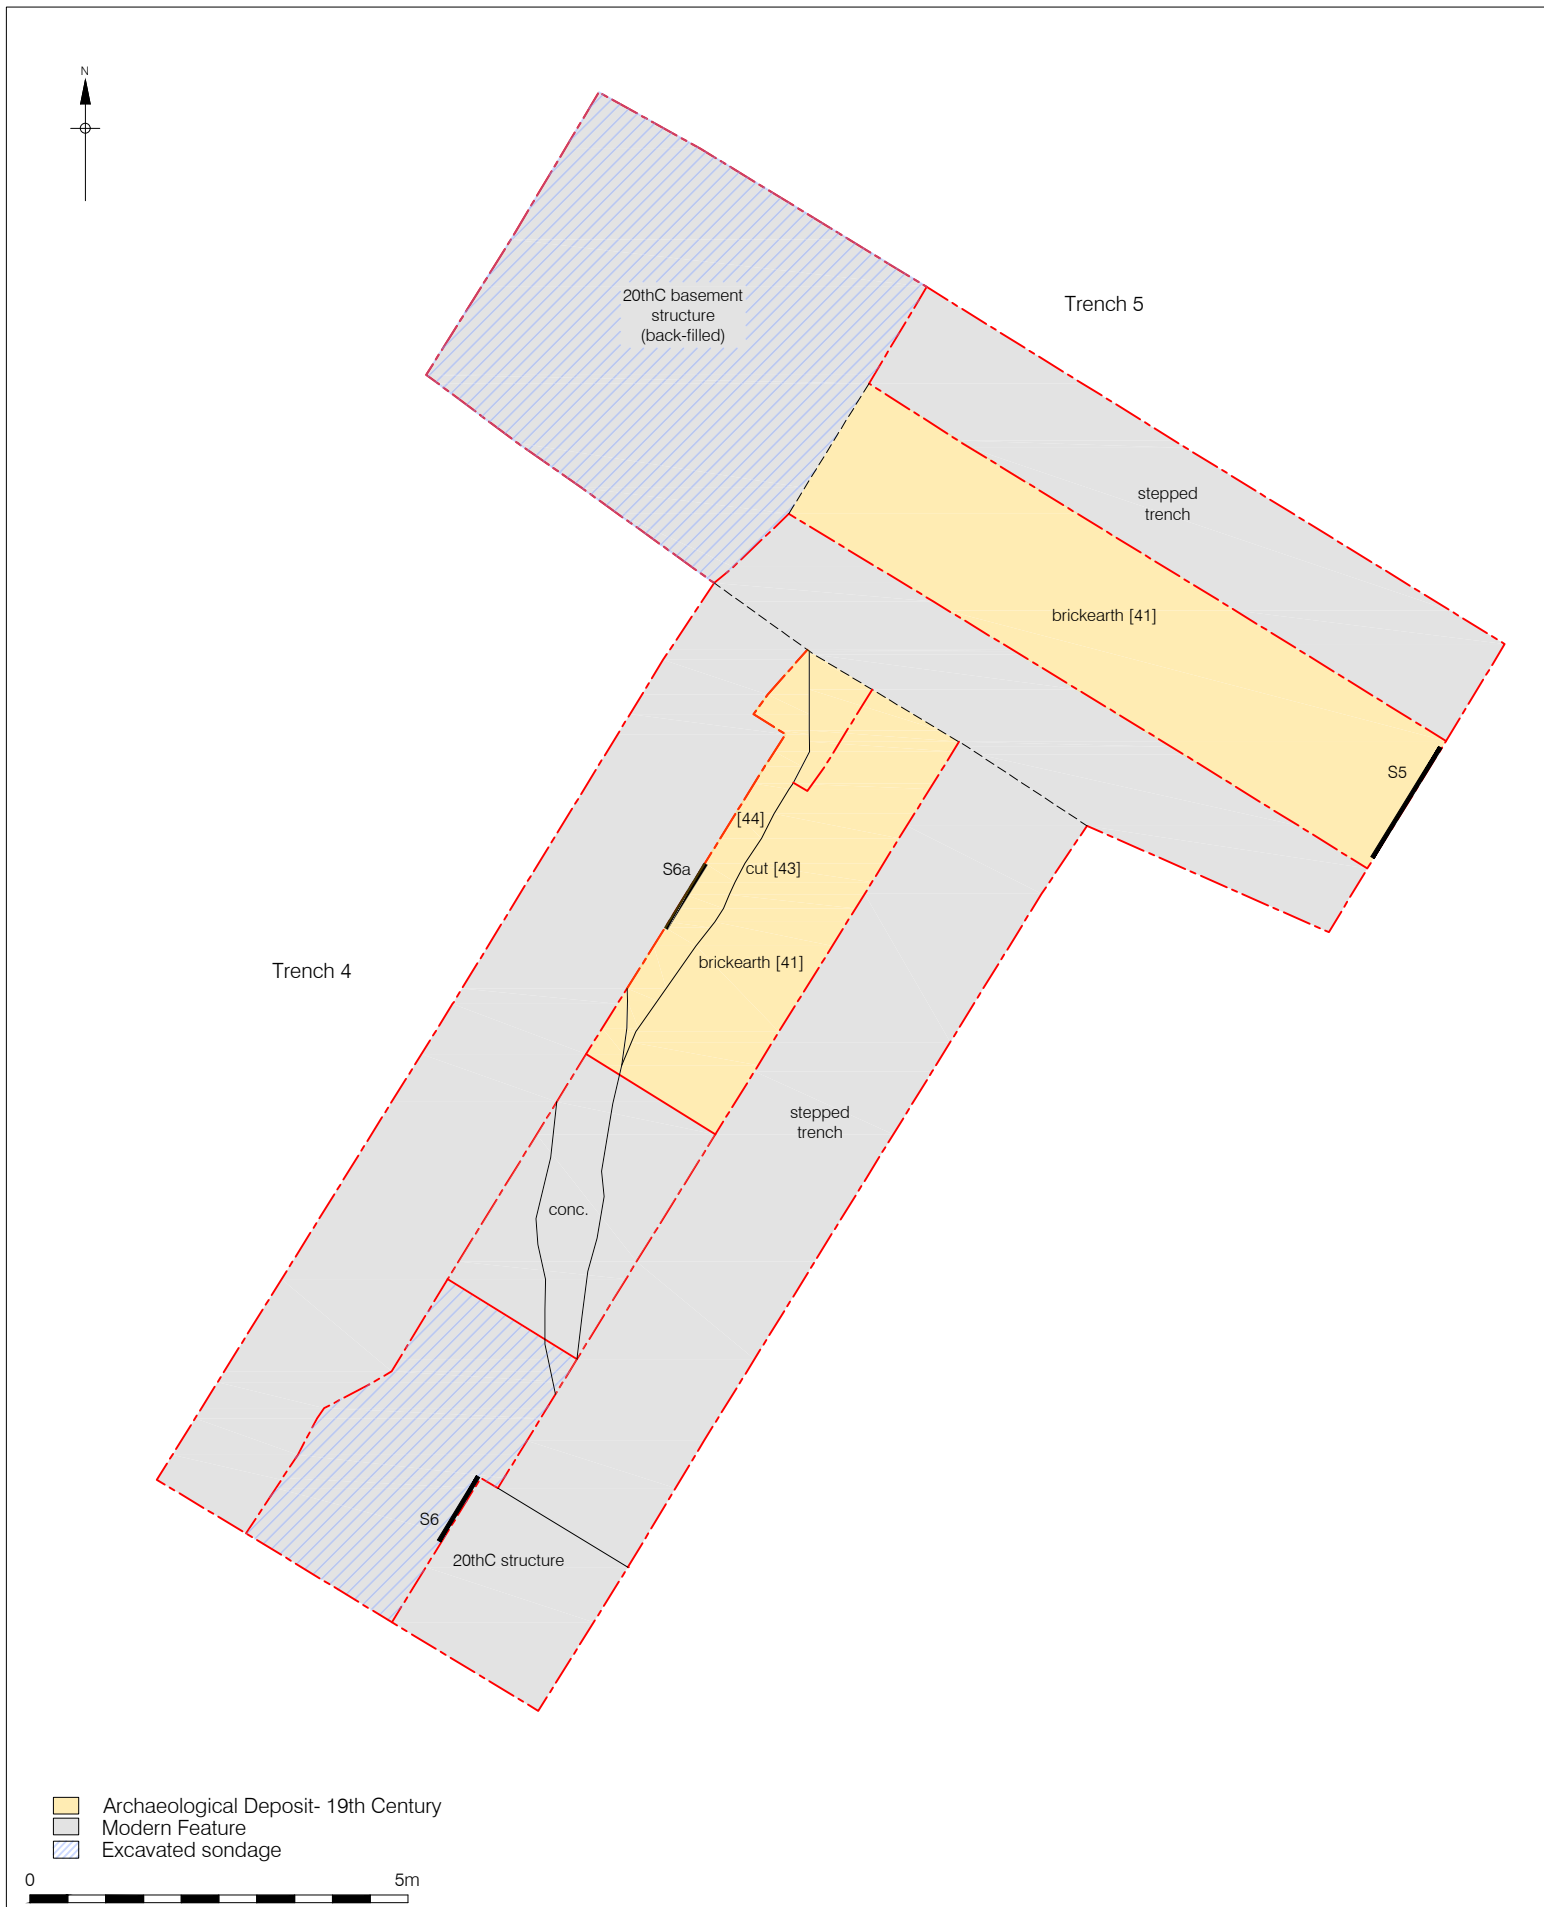 N
20thC basement
structure
(back-filled)
Trench 5
stepped
trench
brickearth [41]
S5
[44]
S6a
cut [43]
brickearth [41]
Trench 4
stepped
trench
conc.
S6
20thC structure
Archaeological Deposit- 19th Century
Modern Feature
Excavated sondage
0 5m